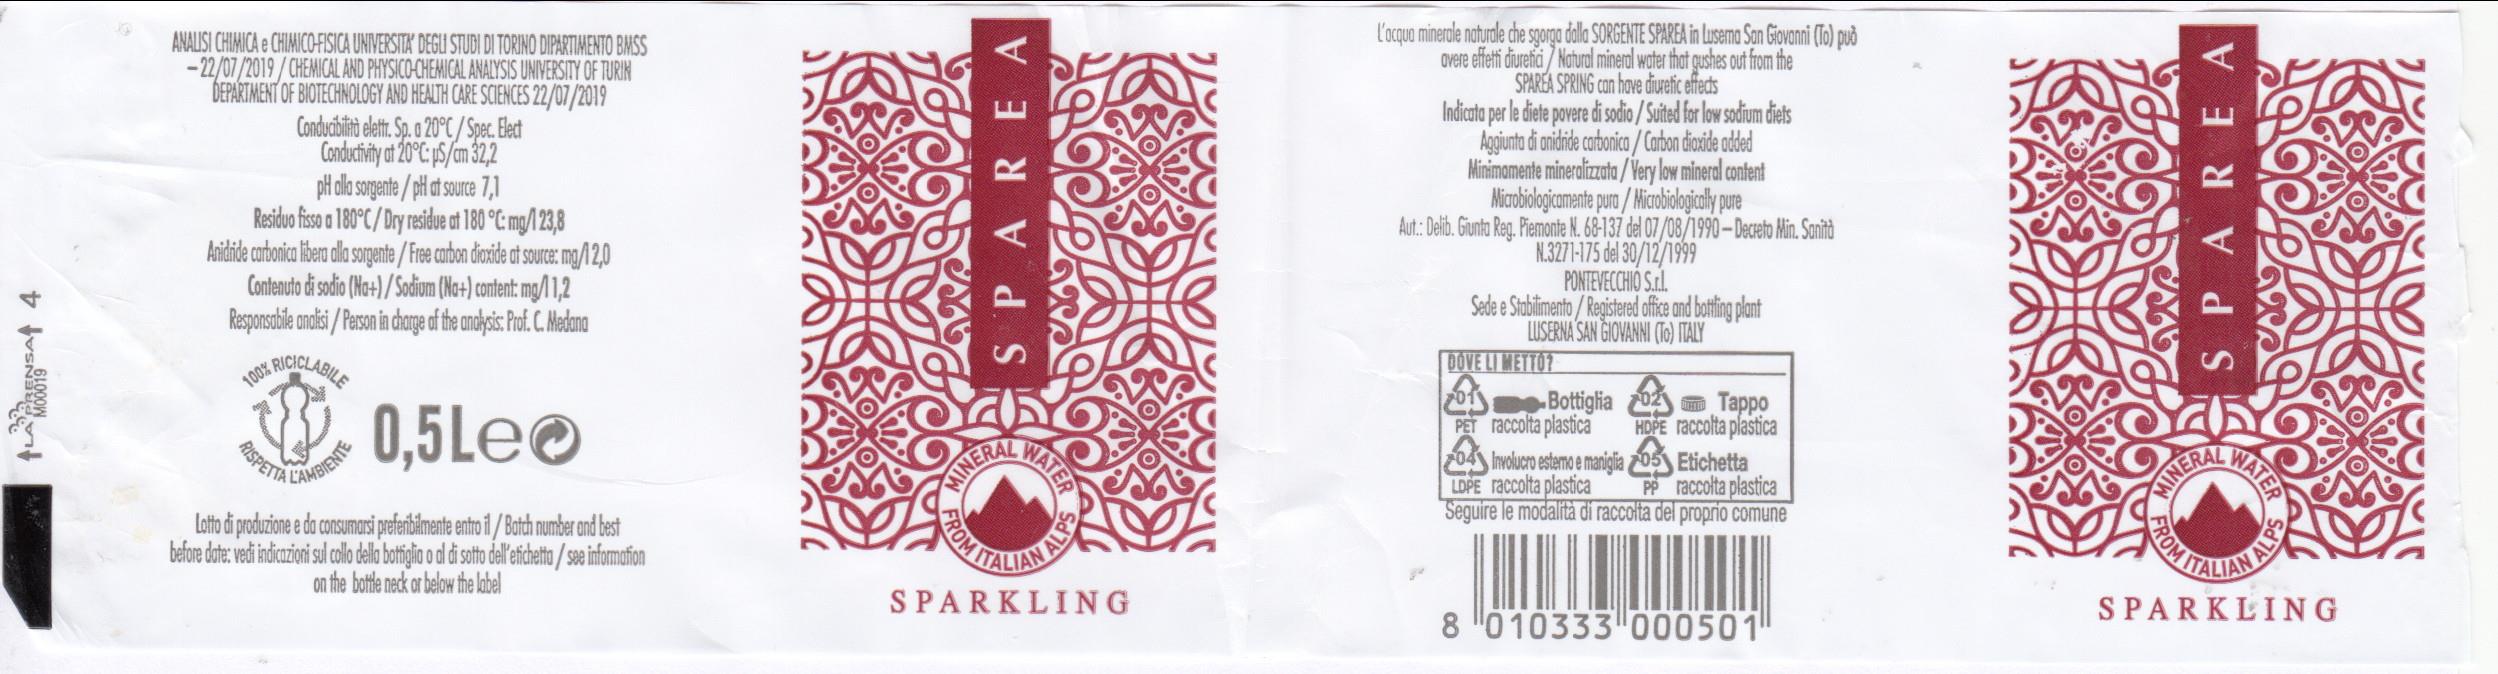 ANALISI CHIMICA e CHIMICO-FISICA UNIVERSITA' DEGLI STUDI DI TORINO DIPARTIMENTO BMSS
– 22/07/2019 / CHEMICAL AND PHYSICO-CHEMICAL ANALYSIS UNIVERSITY OF TURIN
DEPARTMENT OF BIOTECHNOLOGY AND HEALTH CARE SCIENCES 22/07/2019
Conducibilità elettr. Sp. a 20°C / Spec. Elect
Conductivity at 20°C: µS/cm 32,2
pH alla sorgente / pH at source 7,1
Residuo fisso a 180°C / Dry residue at 180 °C: mg/l 23,8
Anidride carbonica libera alla sorgente / Free carbon dioxide at source: mg/l 2,0
Contenuto di sodio (Na+) / Sodium (Na+) content: mg/l 1,2
Responsabile analisi / Person in charge of the analysis: Prof. C. Medana
100% RICICLABILE
RISPETTA L'AMBIENTE
0,5 L e
Lotto di produzione e da consumarsi preferibilmente entro il / Batch number and best
before date: vedi indicazioni sul collo della bottiglia o al di sotto dell'etichetta / see information
on the bottle neck or below the label
LA PRENSA 4
M00019
SPAREA
MINERAL WATER
FROM ITALIAN ALPS
SPARKLING
L'acqua minerale naturale che sgorga dalla SORGENTE SPAREA in Luserna San Giovanni (To) può
avere effetti diuretici / Natural mineral water that gushes out from the
SPAREA SPRING can have diuretic effects
Indicata per le diete povere di sodio / Suited for low sodium diets
Aggiunta di anidride carbonica / Carbon dioxide added
Minimamente mineralizzata / Very low mineral content
Microbiologicamente pura / Microbiologically pure
Aut.: Delib. Giunta Reg. Piemonte N. 68-137 del 07/08/1990 – Decreto Min. Sanità
N.3271-175 del 30/12/1999
PONTEVECCHIO S.r.l.
Sede e Stabilimento / Registered office and bottling plant
LUSERNA SAN GIOVANNI (To) ITALY
DOVE LI METTO?
01 PET Bottiglia raccolta plastica
02 HDPE Tappo raccolta plastica
04 LDPE Involucro esterno e maniglia raccolta plastica
05 PP Etichetta raccolta plastica
Seguire le modalità di raccolta del proprio comune
8 010333 000501
SPAREA
MINERAL WATER
FROM ITALIAN ALPS
SPARKLING